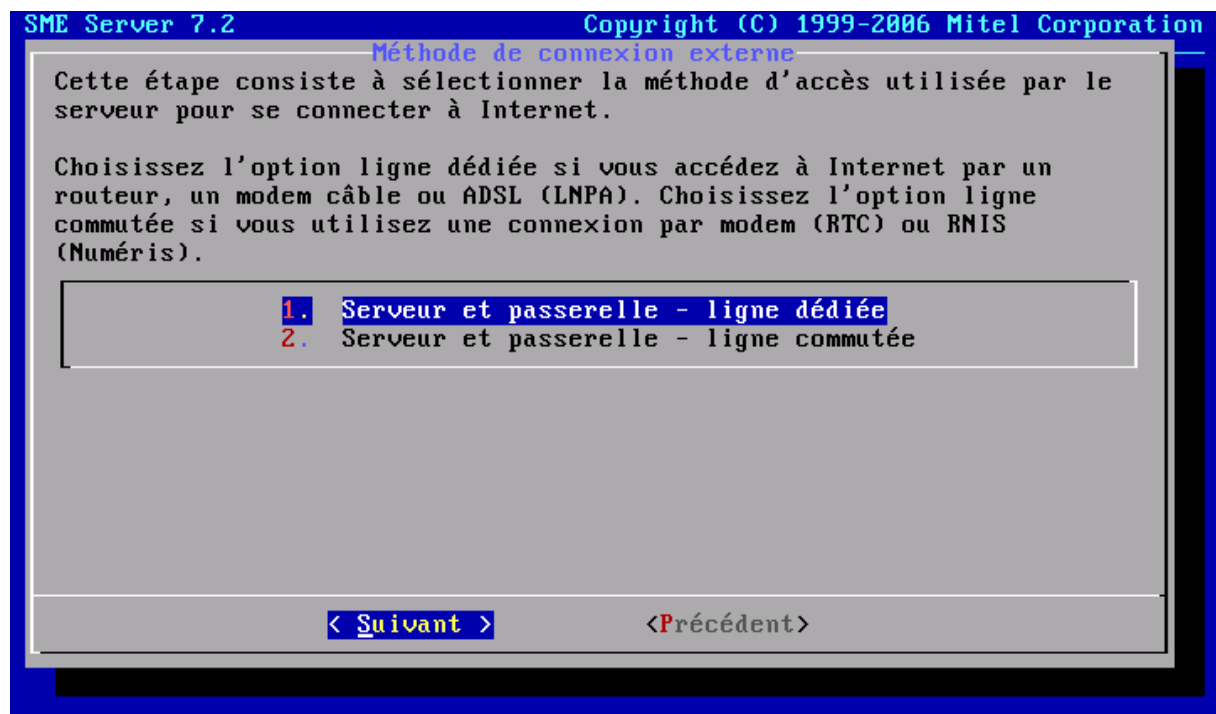 SME Server 7.2 Copyright (C) 1999-2006 Mitel Corporation
Méthode de connexion externe
Cette étape consiste à sélectionner la méthode d'accès utilisée par le
serveur pour se connecter à Internet.
Choisissez l'option ligne dédiée si vous accédez à Internet par un
routeur, un modem câble ou ADSL (LNPA). Choisissez l'option ligne
commutée si vous utilisez une connexion par modem (RTC) ou RNIS
(Numéris).
1. Serveur et passerelle - ligne dédiée
2. Serveur et passerelle - ligne commutée
< Suivant > <Précédent>